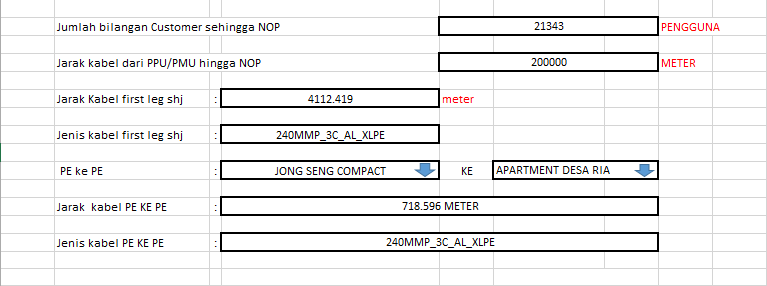 Jumlah bilangan Customer sehingga NOP 21343 PENGGUNA
Jarak kabel dari PPU/PMU hingga NOP 200000 METER
Jarak Kabel first leg shj : 4112.419 meter
Jenis kabel first leg shj : 240MMP_3C_AL_XLPE
PE ke PE : JONG SENG COMPACT KE APARTMENT DESA RIA
Jarak kabel PE KE PE : 718.596 METER
Jenis kabel PE KE PE : 240MMP_3C_AL_XLPE